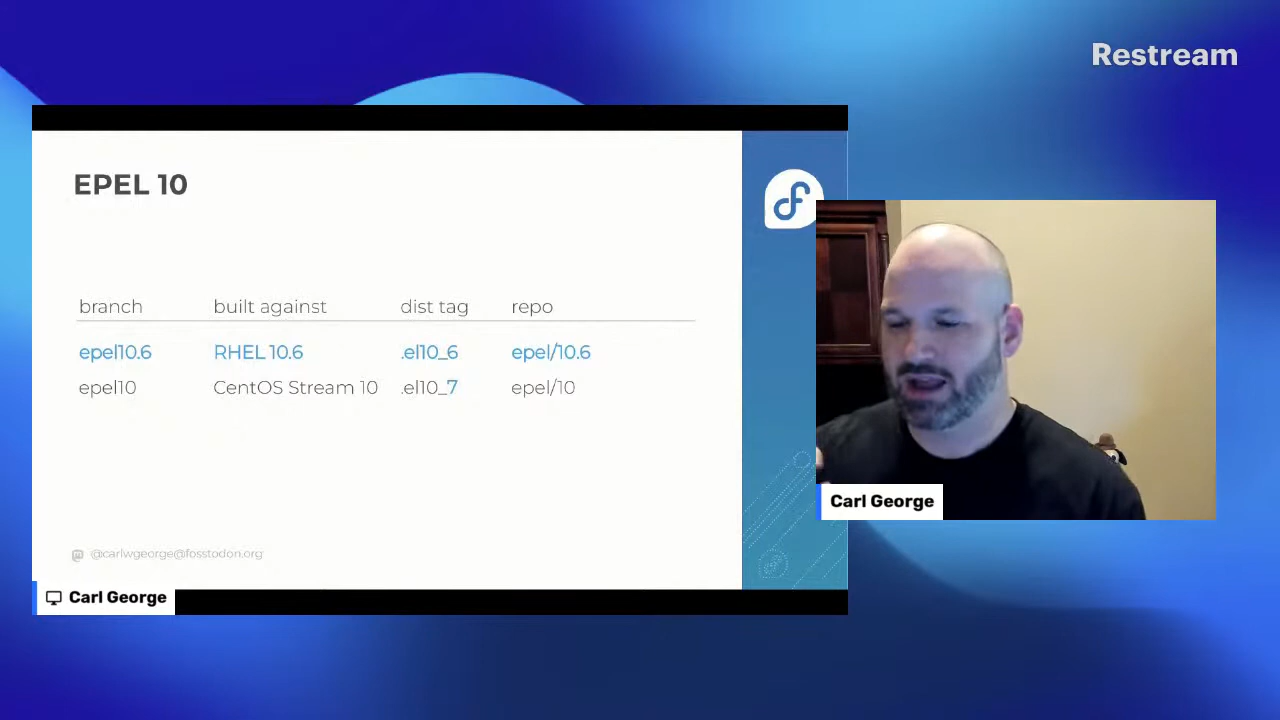 Restream
EPEL 10
branch built against dist tag repo
epel10.6 RHEL 10.6 .el10_6 epel/10.6
epel10 CentOS Stream 10 .el10_7 epel/10
@carlwgeorge@fosstodon.org
Carl George
Carl George